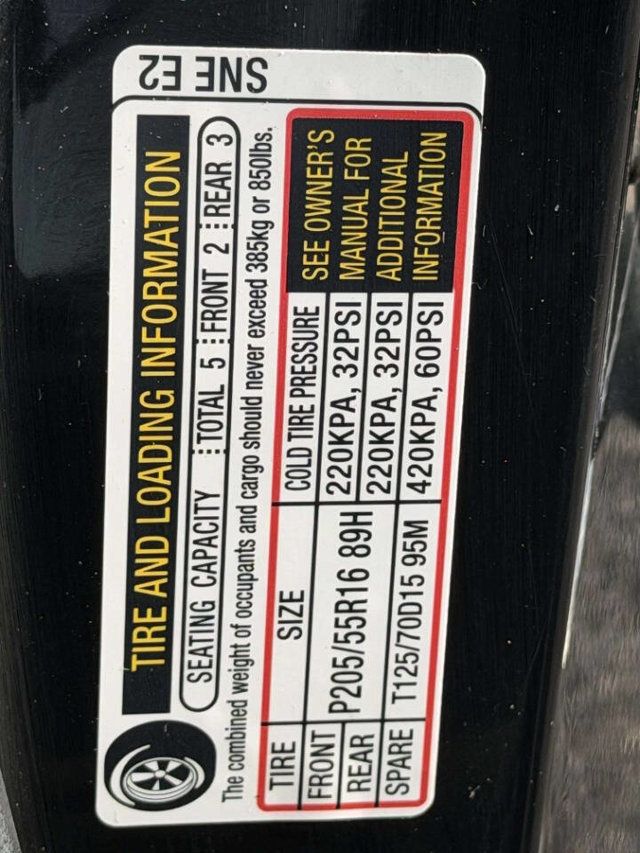 TIRE AND LOADING INFORMATION
SEATING CAPACITY TOTAL 5 FRONT 2 REAR 3
The combined weight of occupants and cargo should never exceed 385kg or 850lbs.
TIRE SIZE COLD TIRE PRESSURE
FRONT P205/55R16 89H 220KPA, 32PSI
REAR 220KPA, 32PSI
SPARE T125/70D15 95M 420KPA, 60PSI
SEE OWNER'S
MANUAL FOR
ADDITIONAL
INFORMATION
SNE E2